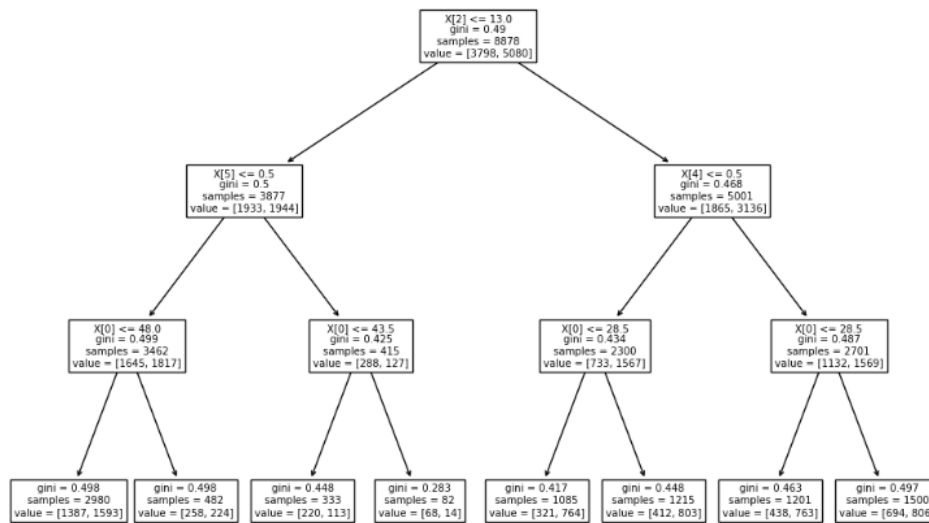 X[2] <= 13.0
gini = 0.49
samples = 8878
value = [3798, 5080]
X[5] <= 0.5
gini = 0.5
samples = 3877
value = [1933, 1944]
X[4] <= 0.5
gini = 0.468
samples = 5001
value = [1865, 3136]
X[0] <= 48.0
gini = 0.499
samples = 3462
value = [1645, 1817]
X[0] <= 43.5
gini = 0.425
samples = 415
value = [288, 127]
X[0] <= 28.5
gini = 0.434
samples = 2300
value = [733, 1567]
X[0] <= 28.5
gini = 0.487
samples = 2701
value = [1132, 1569]
gini = 0.498
samples = 2980
value = [1387, 1593]
gini = 0.498
samples = 482
value = [258, 224]
gini = 0.448
samples = 333
value = [220, 113]
gini = 0.283
samples = 82
value = [68, 14]
gini = 0.417
samples = 1085
value = [321, 764]
gini = 0.448
samples = 1215
value = [412, 803]
gini = 0.463
samples = 1201
value = [438, 763]
gini = 0.497
samples = 1500
value = [694, 806]